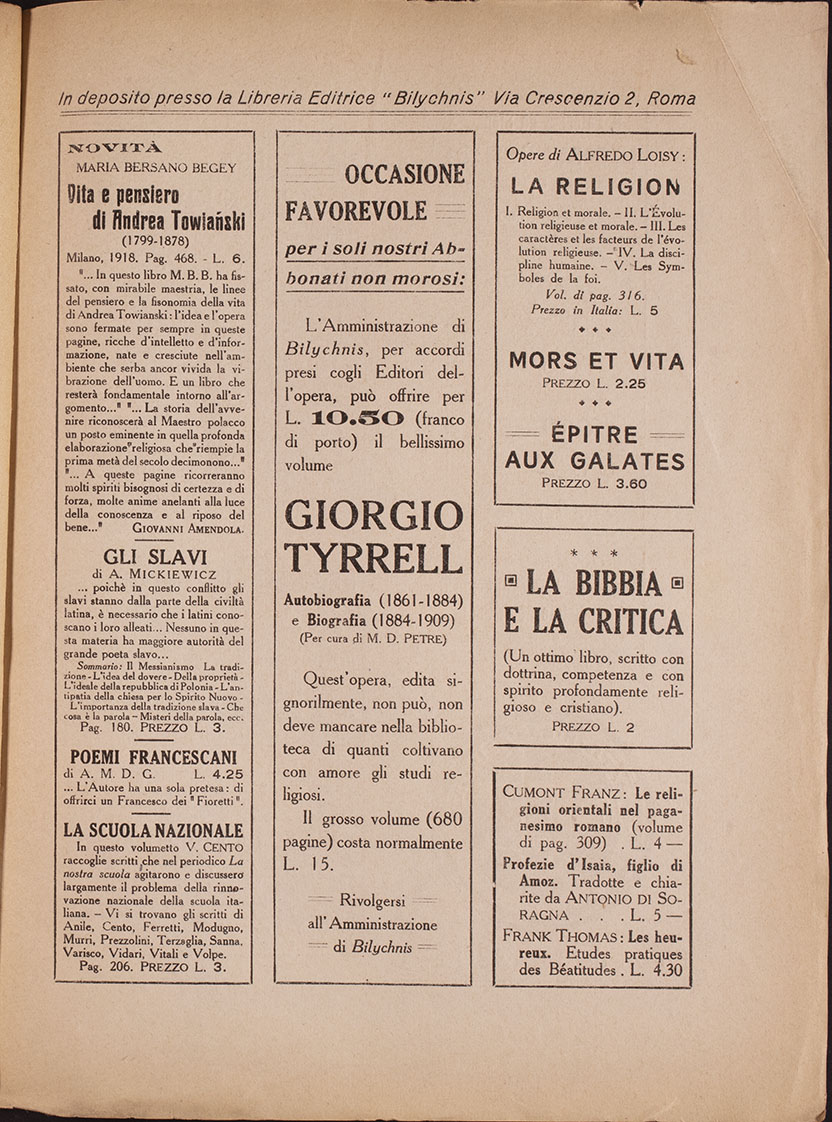 In deposito presso la Libreria Editrice "Bilychnis" Via Crescenzio 2, Roma
NOVITÀ
MARIA BERSANO BEGEY
Vita e pensiero
di Andrea Towiański
(1799-1878)
Milano, 1918. Pag. 468. - L. 6.
"... In questo libro M. B. B. ha fis-
sato, con mirabile maestria, le linee
del pensiero e la fisonomia della vita
di Andrea Towianski : l'idea e l'opera
sono fermate per sempre in queste
pagine, ricche d'intelletto e d'infor-
mazione, nate e cresciute nell'am-
biente che serba ancor vivida la vi-
brazione dell'uomo. E un libro che
resterà fondamentale intorno all'ar-
gomento..." "... La storia dell'avve-
nire riconoscerà al Maestro polacco
un posto eminente in quella profonda
elaborazione religiosa che riempie la
prima metà del secolo decimonono..."
"... A queste pagine ricorreranno
molti spiriti bisognosi di certezza e di
forza, molte anime anelanti alla luce
della conoscenza e al riposo del
bene..." GIOVANNI AMENDOLA.
GLI SLAVI
di A. MICKIEWICZ
... poichè in questo conflitto gli
slavi stanno dalla parte della civiltà
latina, è necessario che i latini cono-
scano i loro alleati... Nessuno in que-
sta materia ha maggiore autorità del
grande poeta slavo...
Sommario: Il Messianismo La tradi-
zione - L'idea del dovere - Della proprietà -
L'ideale della repubblica di Polonia - L'an-
tipatia della chiesa per lo Spirito Nuovo -
L'importanza della tradizione slava - Che
cosa è la parola - Misteri della parola, ecc.
Pag. 180. PREZZO L. 3.
POEMI FRANCESCANI
di A. M. D. G. L. 4.25
... L'Autore ha una sola pretesa : di
offrirci un Francesco dei "Fioretti".
LA SCUOLA NAZIONALE
In questo volumetto V. CENTO
raccoglie scritti che nel periodico La
nostra scuola agitarono e discussero
largamente il problema della rinno-
vazione nazionale della scuola ita-
liana. - Vi si trovano gli scritti di
Anile, Cento, Ferretti, Modugno,
Murri, Prezzolini, Terzaglia, Sanna,
Varisco, Vidari, Vitali e Volpe.
Pag. 206. PREZZO L. 3.
OCCASIONE
FAVOREVOLE
per i soli nostri Ab-
bonati non morosi:
L'Amministrazione di
Bilychnis, per accordi
presi cogli Editori del-
l'opera, può offrire per
L. 10.50 (franco
di porto) il bellissimo
volume
GIORGIO
TYRRELL
Autobiografia (1861-1884)
e Biografia (1884-1909)
(Per cura di M. D. PETRE)
Quest'opera, edita si-
gnorilmente, non può, non
deve mancare nella biblio-
teca di quanti coltivano
con amore gli studi re-
ligiosi.
Il grosso volume (680
pagine) costa normalmente
L. 15.
Rivolgersi
all'Amministrazione
di Bilychnis
Opere di ALFREDO LOISY :
LA RELIGION
I. Religion et morale. - II. L'Évolu-
tion religieuse et morale. - III. Les
caractères et les facteurs de l'évo-
lution religieuse. - IV. La disci-
pline humaine. - V. Les Sym-
boles de la foi.
Vol. di pag. 316.
Prezzo in Italia: L. 5
MORS ET VITA
PREZZO L. 2.25
ÉPITRE
AUX GALATES
PREZZO L. 3.60
* * *
LA BIBBIA
E LA CRITICA
(Un ottimo libro, scritto con
dottrina, competenza e con
spirito profondamente reli-
gioso e cristiano).
PREZZO L. 2
CUMONT FRANZ : Le reli-
gioni orientali nel paga-
nesimo romano (volume
di pag. 309) . L. 4 —
Profezie d'Isaia, figlio di
Amoz. Tradotte e chia-
rite da ANTONIO DI SO-
RAGNA . . . L. 5 —
FRANK THOMAS : Les heu-
reux. Etudes pratiques
des Béatitudes . L. 4.30